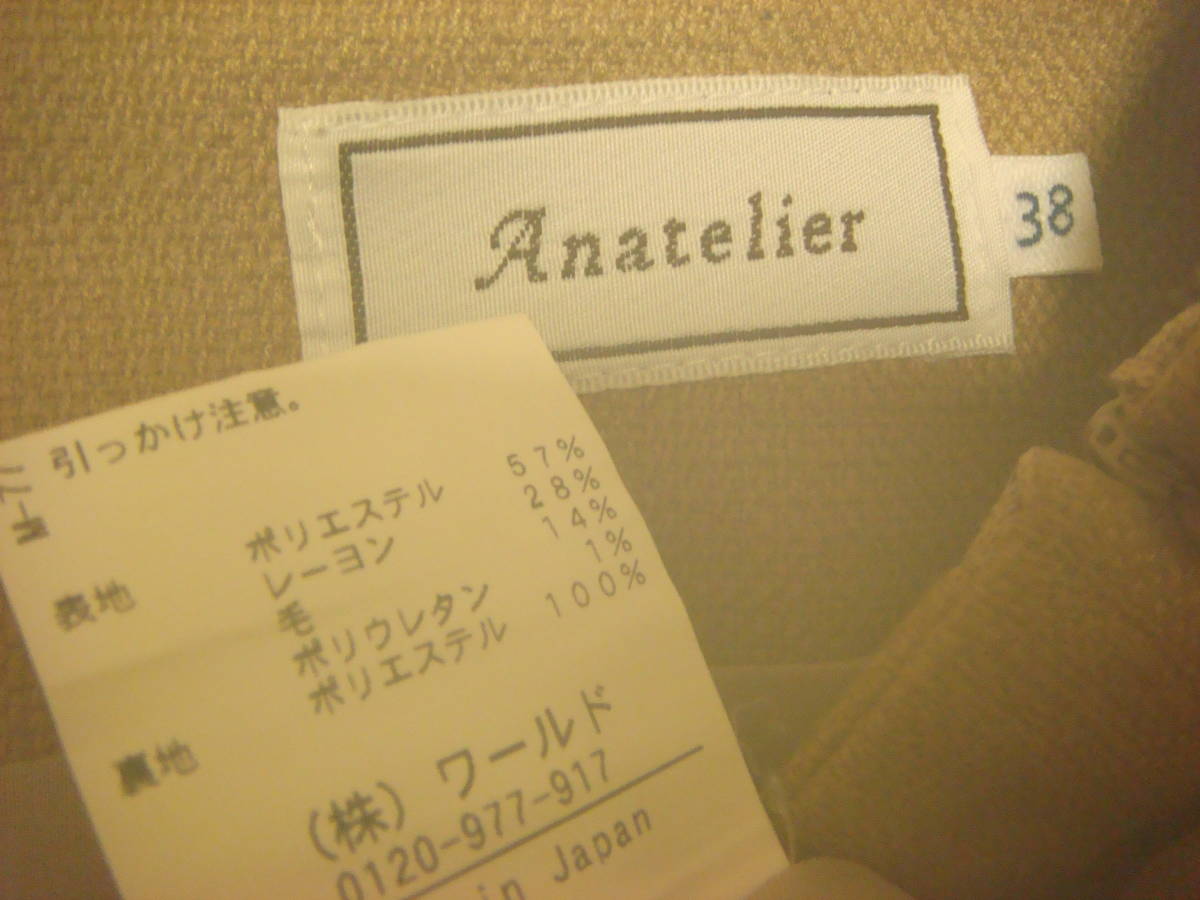 Anatelier
38
引っかけ注意。
表地 ポリエステル 57%
レーヨン 28%
毛 14%
ポリウレタン 1%
裏地 ポリエステル 100%
(株) ワールド
0120-977-917
in Japan